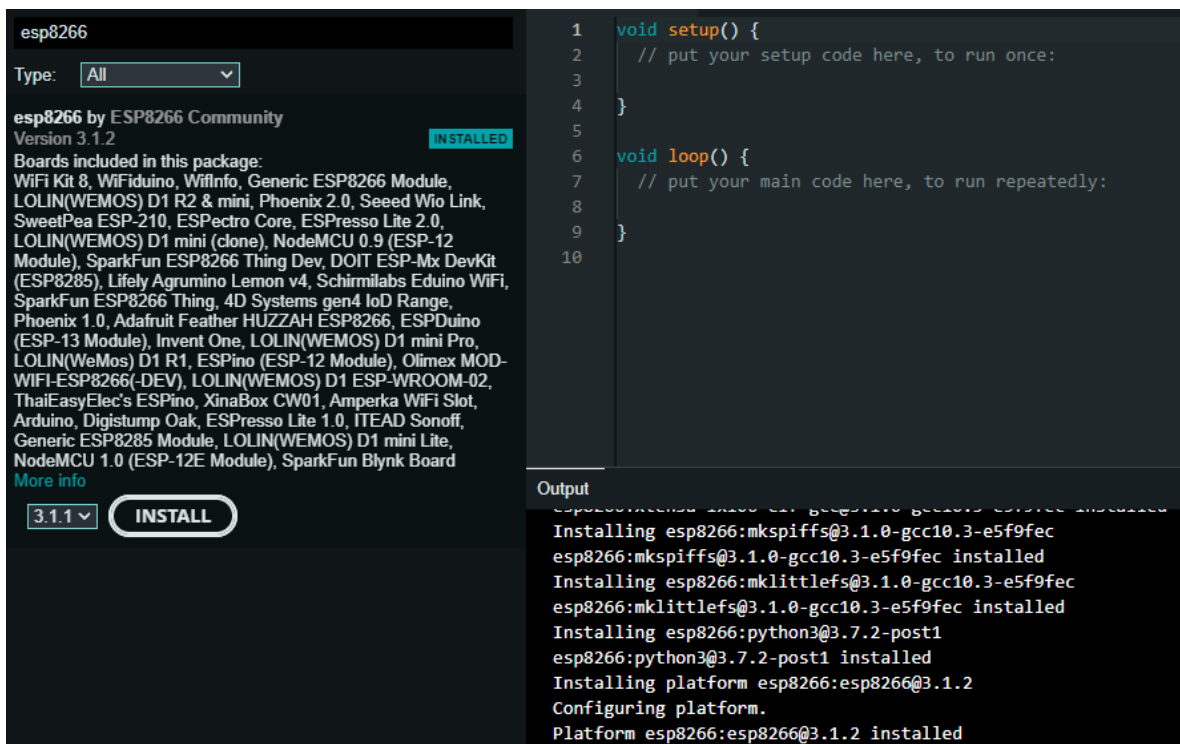 esp8266
Type: All
esp8266 by ESP8266 Community
Version 3.1.2
INSTALLED
Boards included in this package:
WiFi Kit 8, WiFiduino, WifInfo, Generic ESP8266 Module,
LOLIN(WEMOS) D1 R2 & mini, Phoenix 2.0, Seeed Wio Link,
SweetPea ESP-210, ESPectro Core, ESPresso Lite 2.0,
LOLIN(WEMOS) D1 mini (clone), NodeMCU 0.9 (ESP-12
Module), SparkFun ESP8266 Thing Dev, DOIT ESP-Mx DevKit
(ESP8285), Lifely Agrumino Lemon v4, Schirmilabs Eduino WiFi,
SparkFun ESP8266 Thing, 4D Systems gen4 IoD Range,
Phoenix 1.0, Adafruit Feather HUZZAH ESP8266, ESPDuino
(ESP-13 Module), Invent One, LOLIN(WEMOS) D1 mini Pro,
LOLIN(WeMos) D1 R1, ESPino (ESP-12 Module), Olimex MOD-
WIFI-ESP8266(-DEV), LOLIN(WEMOS) D1 ESP-WROOM-02,
ThaiEasyElec's ESPino, XinaBox CW01, Amperka WiFi Slot,
Arduino, Digistump Oak, ESPresso Lite 1.0, ITEAD Sonoff,
Generic ESP8285 Module, LOLIN(WEMOS) D1 mini Lite,
NodeMCU 1.0 (ESP-12E Module), SparkFun Blynk Board
More info
3.1.1 INSTALL
1 void setup() {
2 // put your setup code here, to run once:
3
4 }
5
6 void loop() {
7 // put your main code here, to run repeatedly:
8
9 }
10
Output
Installing esp8266:mkspiffs@3.1.0-gcc10.3-e5f9fec
esp8266:mkspiffs@3.1.0-gcc10.3-e5f9fec installed
Installing esp8266:mklittlefs@3.1.0-gcc10.3-e5f9fec
esp8266:mklittlefs@3.1.0-gcc10.3-e5f9fec installed
Installing esp8266:python3@3.7.2-post1
esp8266:python3@3.7.2-post1 installed
Installing platform esp8266:esp8266@3.1.2
Configuring platform.
Platform esp8266:esp8266@3.1.2 installed